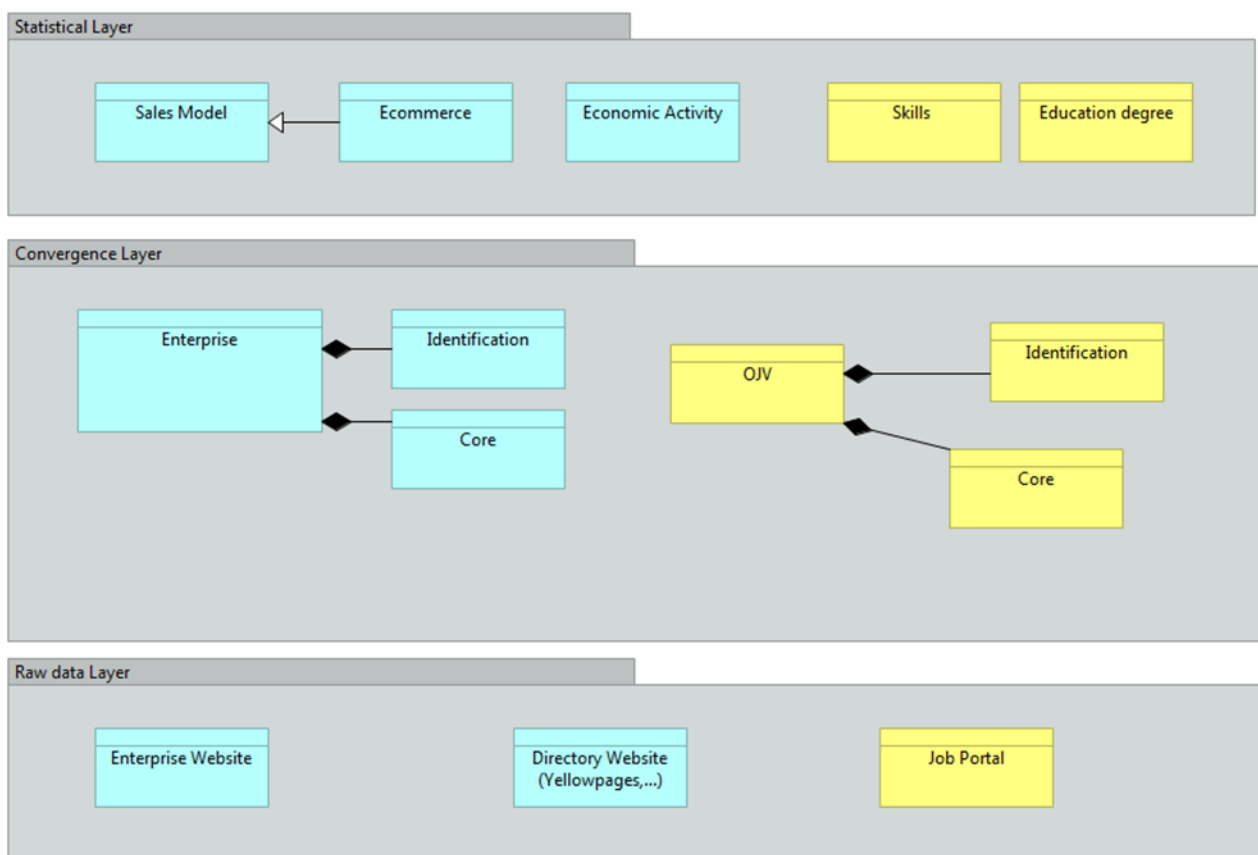 Statistical Layer
Sales Model
Ecommerce
Economic Activity
Skills
Education degree
Convergence Layer
Enterprise
Identification
Core
OJV
Identification
Core
Raw data Layer
Enterprise Website
Directory Website
(Yellowpages,...)
Job Portal